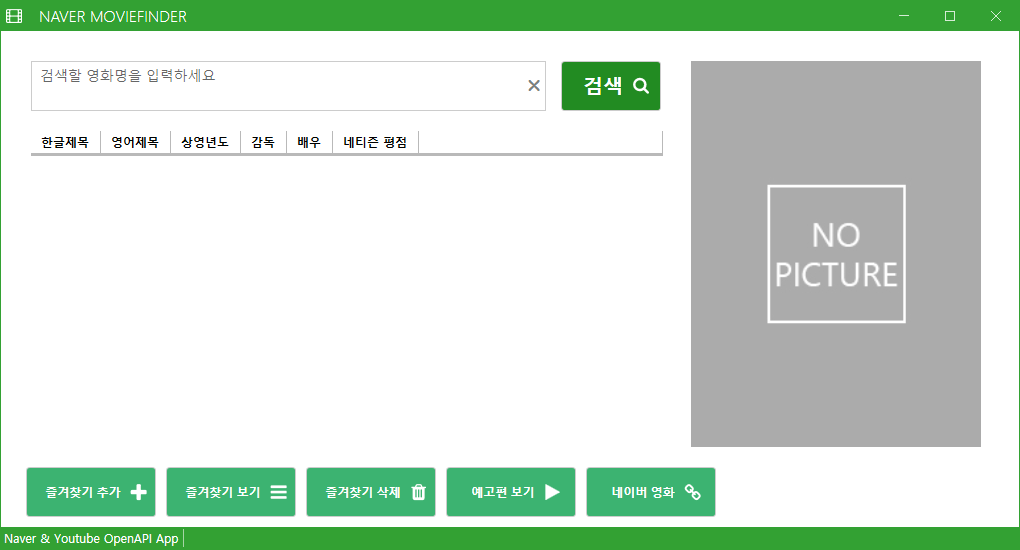 NAVER MOVIEFINDER
검색할 영화명을 입력하세요
검색
한글제목 영어제목 상영년도 감독 배우 네티즌 평점
NO
PICTURE
즐겨찾기 추가 즐겨찾기 보기 즐겨찾기 삭제 예고편 보기 네이버 영화
Naver & Youtube OpenAPI App